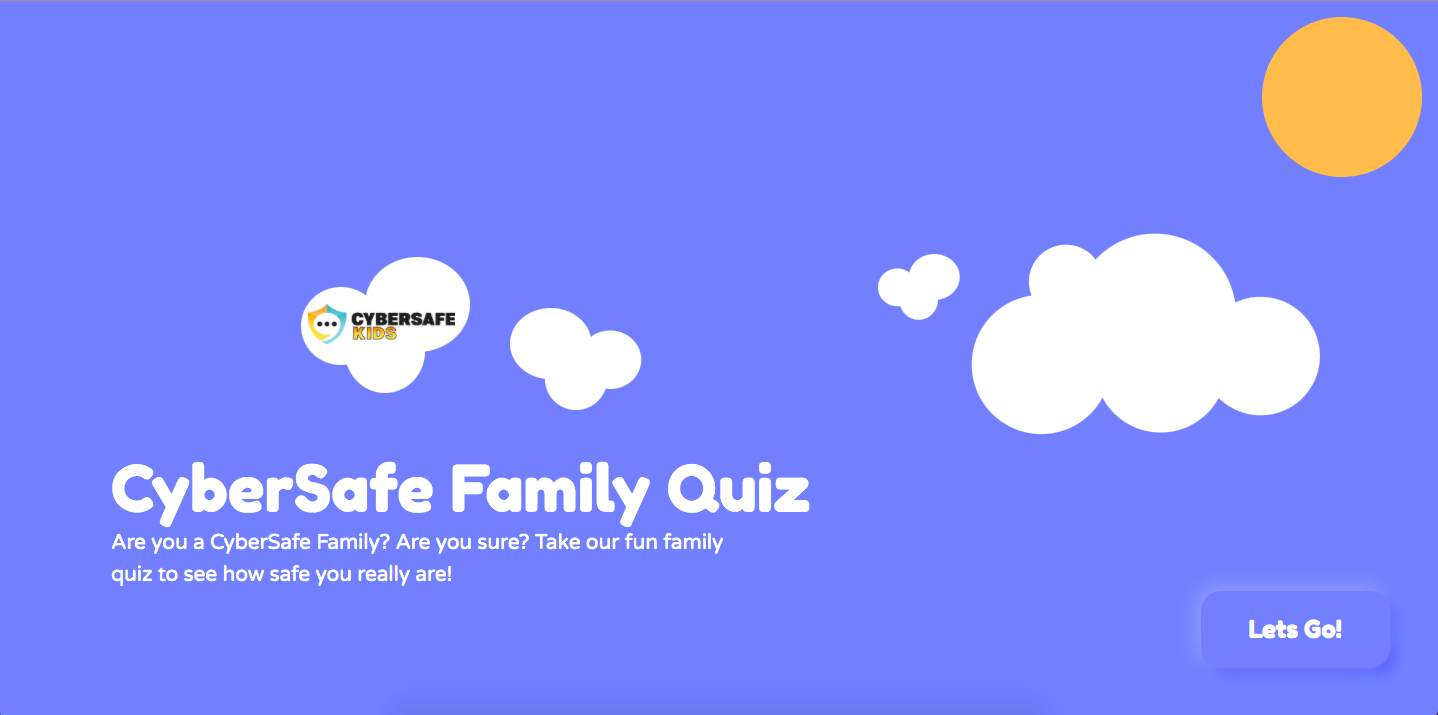 CYBERSAFE
KIDS
CyberSafe Family Quiz
Are you a CyberSafe Family? Are you sure? Take our fun family
quiz to see how safe you really are!
Lets Go!